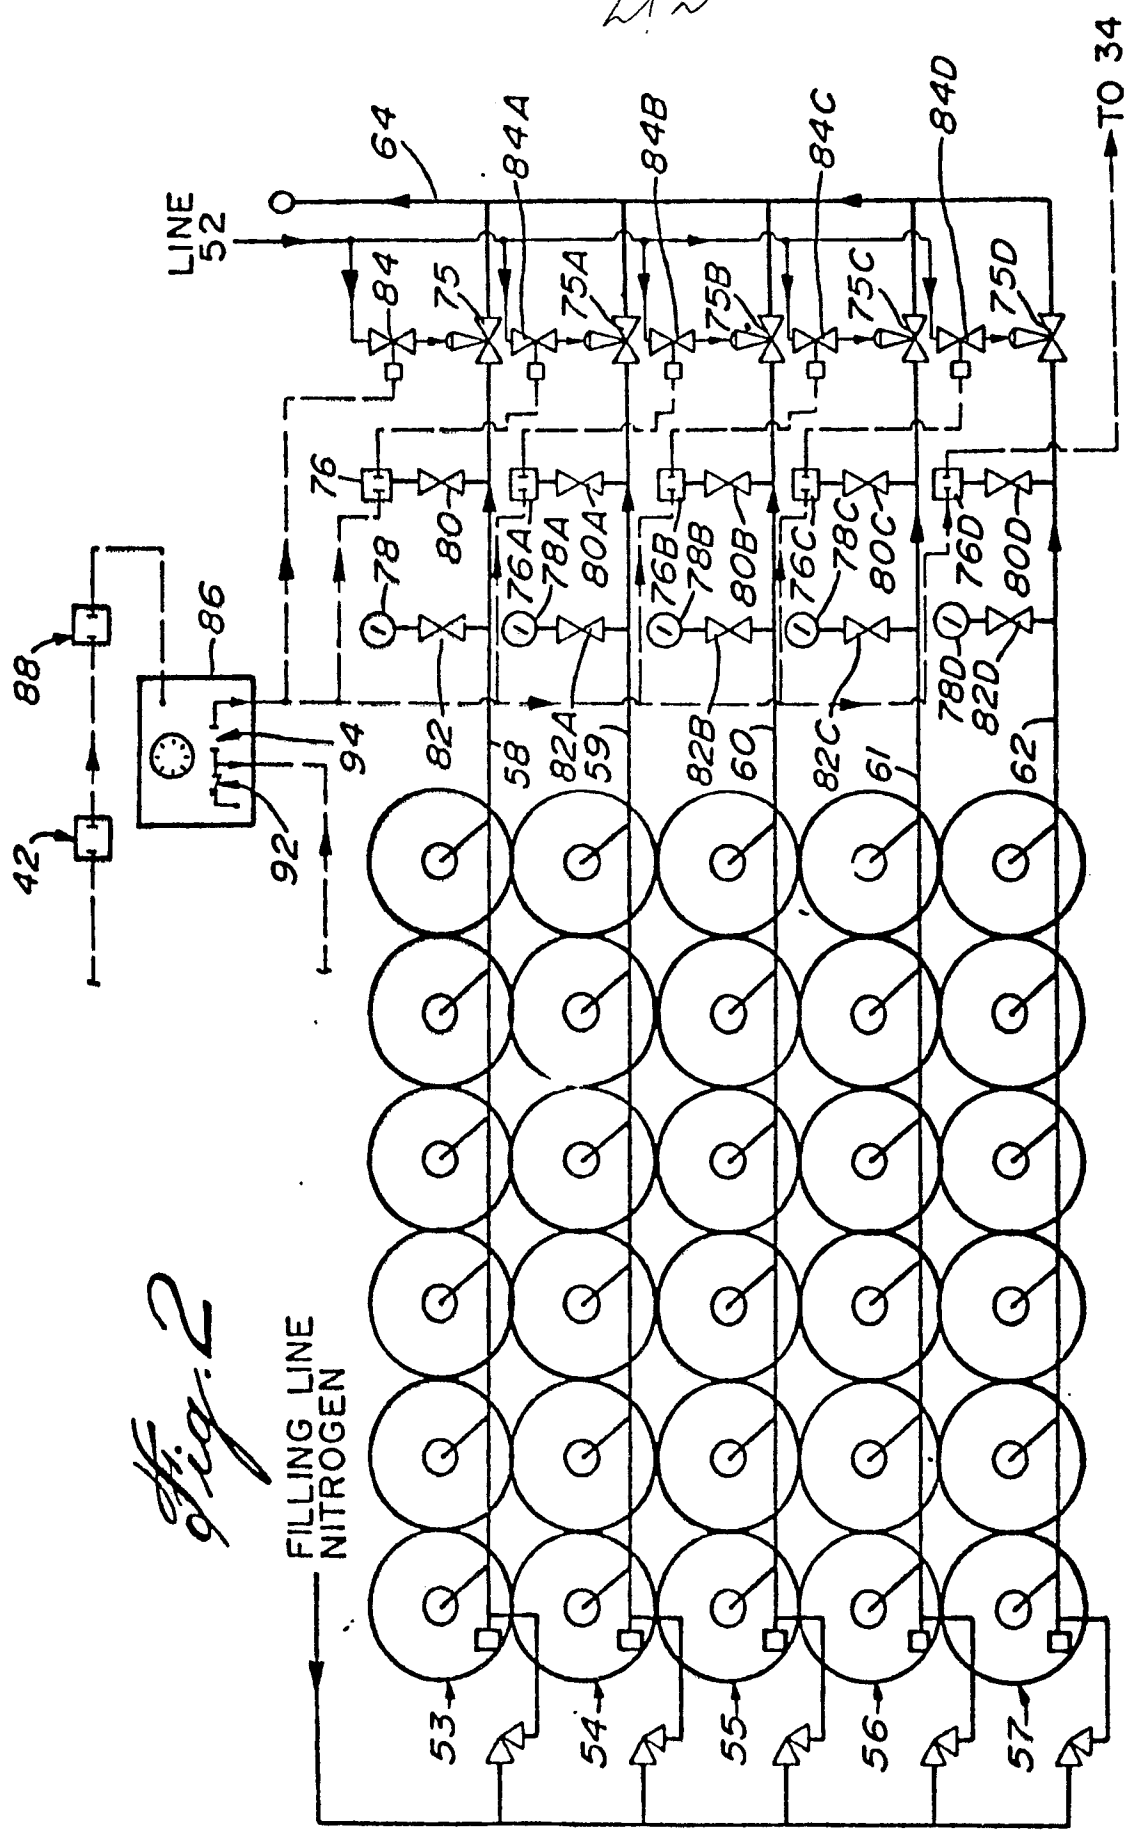 Fig. 2
FILLING LINE
NITROGEN
LINE
52
64
42
88
86
92
94
84
84A
84B
84C
84D
75
75A
75B
75C
75D
76
76A
76B
76C
76D
78
78A
78B
78C
78D
80
80A
80B
80C
80D
82
82A
82B
82C
82D
58
59
60
61
62
53
54
55
56
57
TO 34